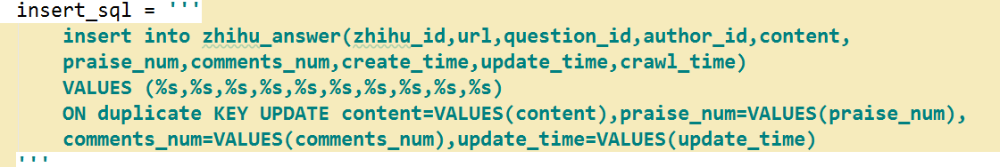 insert_sql = '''
insert into zhihu_answer(zhihu_id,url,question_id,author_id,content,
praise_num,comments_num,create_time,update_time,crawl_time)
VALUES (%s,%s,%s,%s,%s,%s,%s,%s,%s,%s)
ON duplicate KEY UPDATE content=VALUES(content),praise_num=VALUES(praise_num),
comments_num=VALUES(comments_num),update_time=VALUES(update_time)
'''